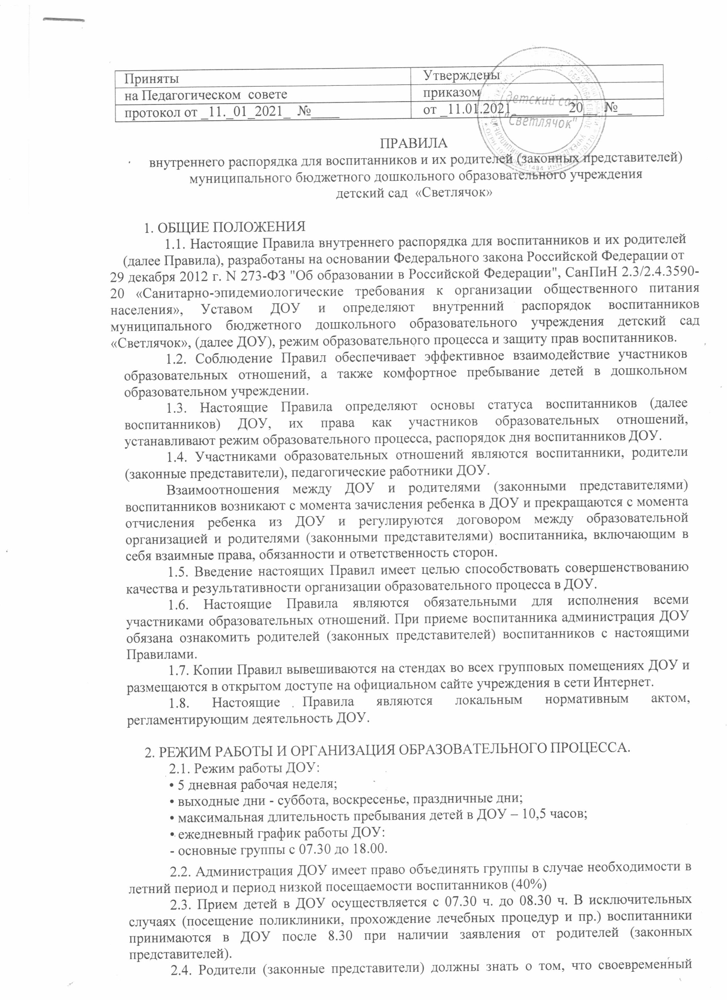 Приняты
Утверждены
на Педагогическом  совете
приказом
протокол от _11._01_2021_  №____
от _11.01.2021________20__  №__
детский сад
"Светлячок"
ПРАВИЛА
внутреннего распорядка для воспитанников и их родителей (законных представителей)
муниципального бюджетного дошкольного образовательного учреждения
детский сад  «Светлячок»
1. ОБЩИЕ ПОЛОЖЕНИЯ
1.1. Настоящие Правила внутреннего распорядка для воспитанников и их родителей
(далее Правила), разработаны на основании Федерального закона Российской Федерации от
29 декабря 2012 г. N 273-ФЗ "Об образовании в Российской Федерации", СанПиН 2.3/2.4.3590-
20 «Санитарно-эпидемиологические требования к организации общественного питания
населения», Уставом ДОУ и определяют внутренний распорядок воспитанников
муниципального бюджетного дошкольного образовательного учреждения детский сад
«Светлячок», (далее ДОУ), режим образовательного процесса и защиту прав воспитанников.
1.2. Соблюдение Правил обеспечивает эффективное взаимодействие участников
образовательных отношений, а также комфортное пребывание детей в дошкольном
образовательном учреждении.
1.3. Настоящие Правила определяют основы статуса воспитанников (далее
воспитанников) ДОУ, их права как участников образовательных отношений,
устанавливают режим образовательного процесса, распорядок дня воспитанников ДОУ.
1.4. Участниками образовательных отношений являются воспитанники, родители
(законные представители), педагогические работники ДОУ.
Взаимоотношения между ДОУ и родителями (законными представителями)
воспитанников возникают с момента зачисления ребенка в ДОУ и прекращаются с момента
отчисления ребенка из ДОУ и регулируются договором между образовательной
организацией и родителями (законными представителями) воспитанника, включающим в
себя взаимные права, обязанности и ответственность сторон.
1.5. Введение настоящих Правил имеет целью способствовать совершенствованию
качества и результативности организации образовательного процесса в ДОУ.
1.6. Настоящие Правила являются обязательными для исполнения всеми
участниками образовательных отношений. При приеме воспитанника администрация ДОУ
обязана ознакомить родителей (законных представителей) воспитанников с настоящими
Правилами.
1.7. Копии Правил вывешиваются на стендах во всех групповых помещениях ДОУ и
размещаются в открытом доступе на официальном сайте учреждения в сети Интернет.
1.8. Настоящие Правила являются локальным нормативным актом,
регламентирующим деятельность ДОУ.
2. РЕЖИМ РАБОТЫ И ОРГАНИЗАЦИЯ ОБРАЗОВАТЕЛЬНОГО ПРОЦЕССА.
2.1. Режим работы ДОУ:
• 5 дневная рабочая неделя;
• выходные дни - суббота, воскресенье, праздничные дни;
• максимальная длительность пребывания детей в ДОУ – 10,5 часов;
• ежедневный график работы ДОУ:
- основные группы с 07.30 до 18.00.
2.2. Администрация ДОУ имеет право объединять группы в случае необходимости в
летний период и период низкой посещаемости воспитанников (40%)
2.3. Прием детей в ДОУ осуществляется с 07.30 ч. до 08.30 ч. В исключительных
случаях (посещение поликлиники, прохождение лечебных процедур и пр.) воспитанники
принимаются в ДОУ после 8.30 при наличии заявления от родителей (законных
представителей).
2.4. Родители (законные представители) должны знать о том, что своевременный